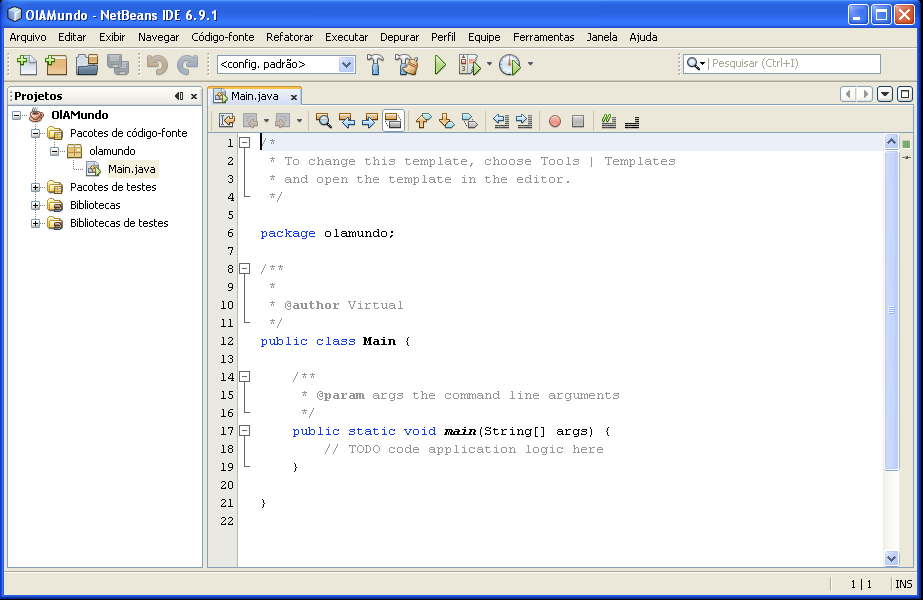 OlAMundo - NetBeans IDE 6.9.1
Arquivo Editar Exibir Navegar Código-fonte Refatorar Executar Depurar Perfil Equipe Ferramentas Janela Ajuda
<config. padrão>
Pesquisar (Ctrl+I)
Projetos
OlAMundo
Pacotes de código-fonte
olamundo
Main.java
Pacotes de testes
Bibliotecas
Bibliotecas de testes
Main.java
1 /*
2 * To change this template, choose Tools | Templates
3 * and open the template in the editor.
4 */
5
6 package olamundo;
7
8 /**
9 *
10 * @author Virtual
11 */
12 public class Main {
13
14 /**
15 * @param args the command line arguments
16 */
17 public static void main(String[] args) {
18 // TODO code application logic here
19 }
20
21 }
22
1 | 1 INS